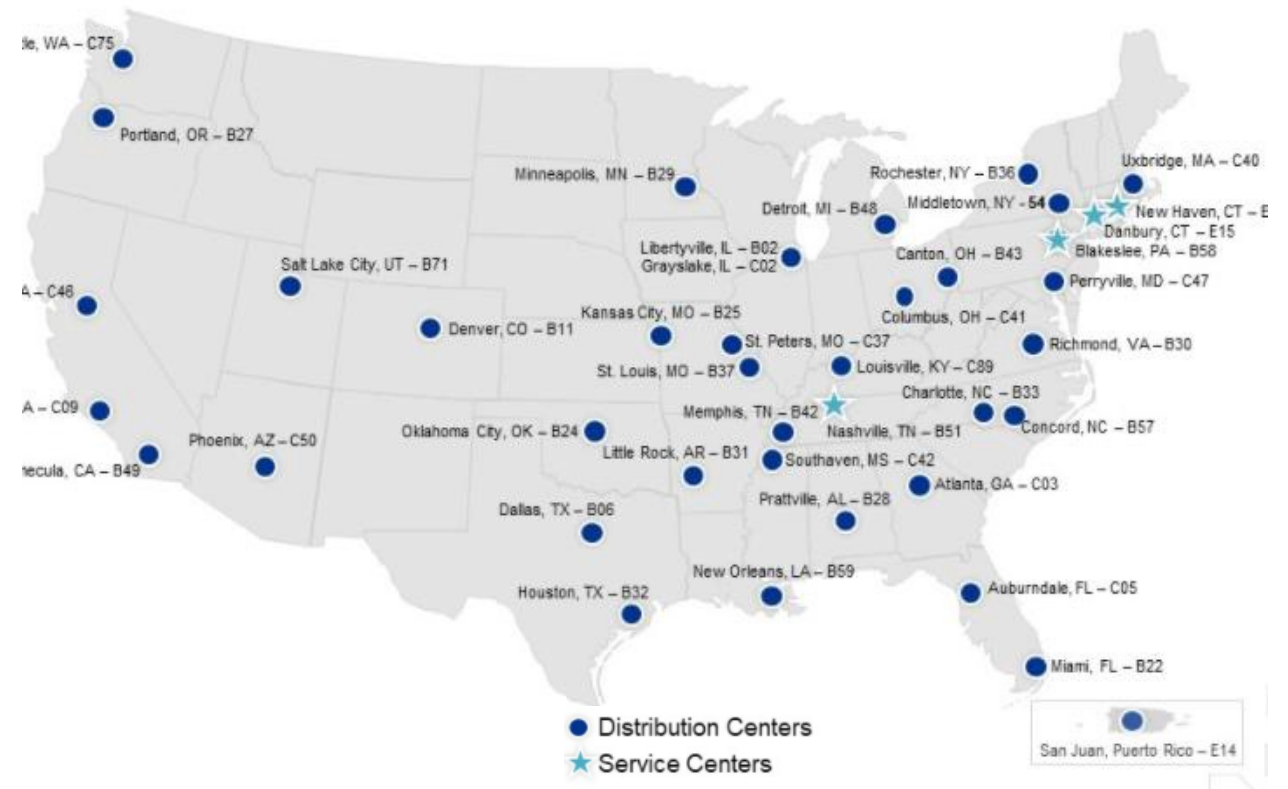 le, WA – C75
Portland, OR – B27
Minneapolis, MN – B29
Rochester, NY – B36
Uxbridge, MA – C40
Detroit, MI – B48
Middletown, NY - 54
New Haven, CT – E
Danbury, CT – E15
Blakeslee, PA – B58
Libertyville, IL – B02
Grayslake, IL – C02
Canton, OH – B43
Salt Lake City, UT – B71
Perryville, MD – C47
A – C46
Kansas City, MO – B25
Columbus, OH – C41
Denver, CO – B11
St. Peters, MO – C37
Richmond, VA – B30
St. Louis, MO – B37
Louisville, KY – C89
Charlotte, NC – B33
A – C09
Memphis, TN – B42
Concord, NC – B57
Phoenix, AZ – C50
Oklahoma City, OK – B24
Nashville, TN – B51
Little Rock, AR – B31
Southaven, MS – C42
necula, CA – B49
Atlanta, GA – C03
Prattville, AL – B28
Dallas, TX – B06
New Orleans, LA – B59
Houston, TX – B32
Auburndale, FL – C05
Miami, FL – B22
Distribution Centers
San Juan, Puerto Rico – E14
Service Centers